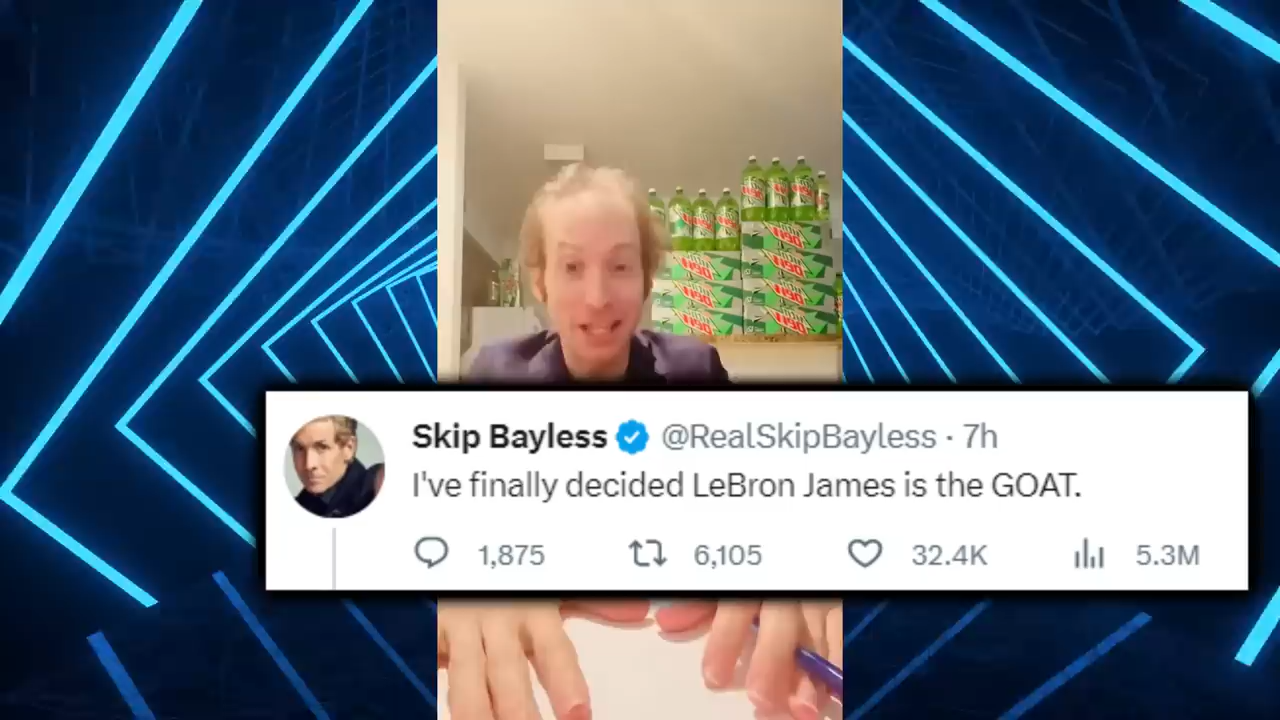 Skip Bayless @RealSkipBayless · 7h
I've finally decided LeBron James is the GOAT.
1,875 6,105 32.4K 5.3M